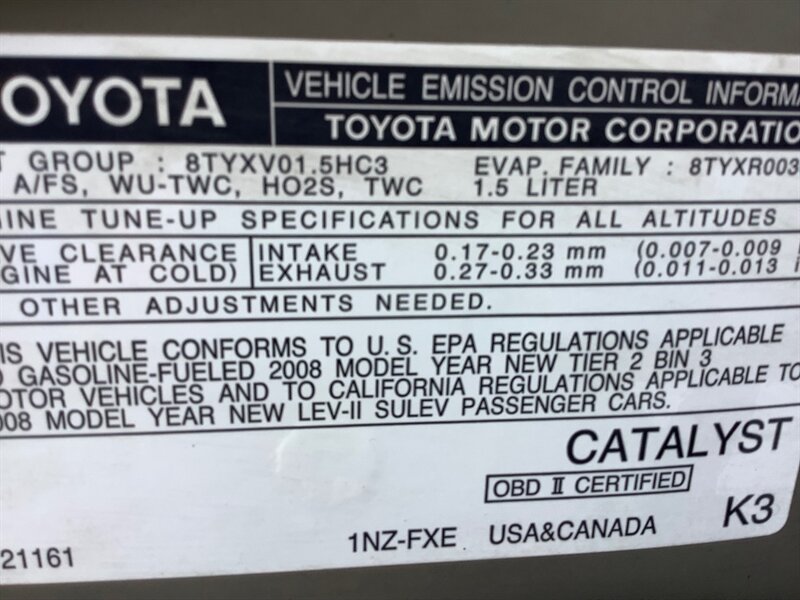 OYOTA
VEHICLE EMISSION CONTROL INFORMA
TOYOTA MOTOR CORPORATIO
T GROUP : 8TYXV01.5HC3 EVAP. FAMILY : 8TYXR003
A/FS, WU-TWC, HO2S, TWC 1.5 LITER
INE TUNE-UP SPECIFICATIONS FOR ALL ALTITUDES
VE CLEARANCE INTAKE 0.17-0.23 mm (0.007-0.009
GINE AT COLD) EXHAUST 0.27-0.33 mm (0.011-0.013 i
OTHER ADJUSTMENTS NEEDED.
IS VEHICLE CONFORMS TO U.S. EPA REGULATIONS APPLICABLE
O GASOLINE-FUELED 2008 MODEL YEAR NEW TIER 2 BIN 3
OTOR VEHICLES AND TO CALIFORNIA REGULATIONS APPLICABLE TO
008 MODEL YEAR NEW LEV-II SULEV PASSENGER CARS.
CATALYST
OBD II CERTIFIED
21161 1NZ-FXE USA&CANADA K3